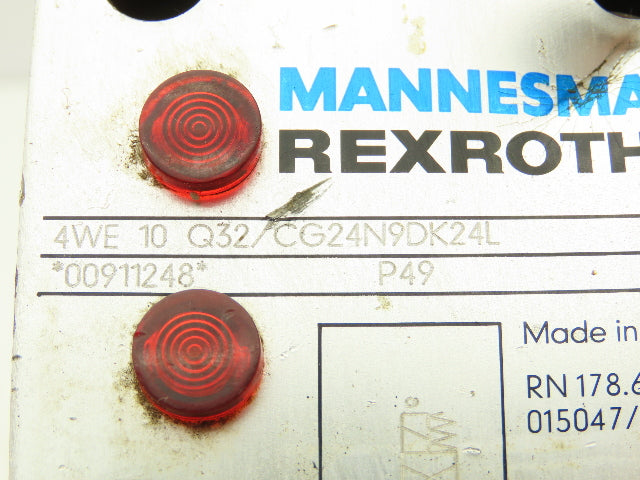 MANNESMA
REXROTH
4WE 10 Q32/CG24N9DK24L
*00911248* P49
Made in
RN 178.6
015047/